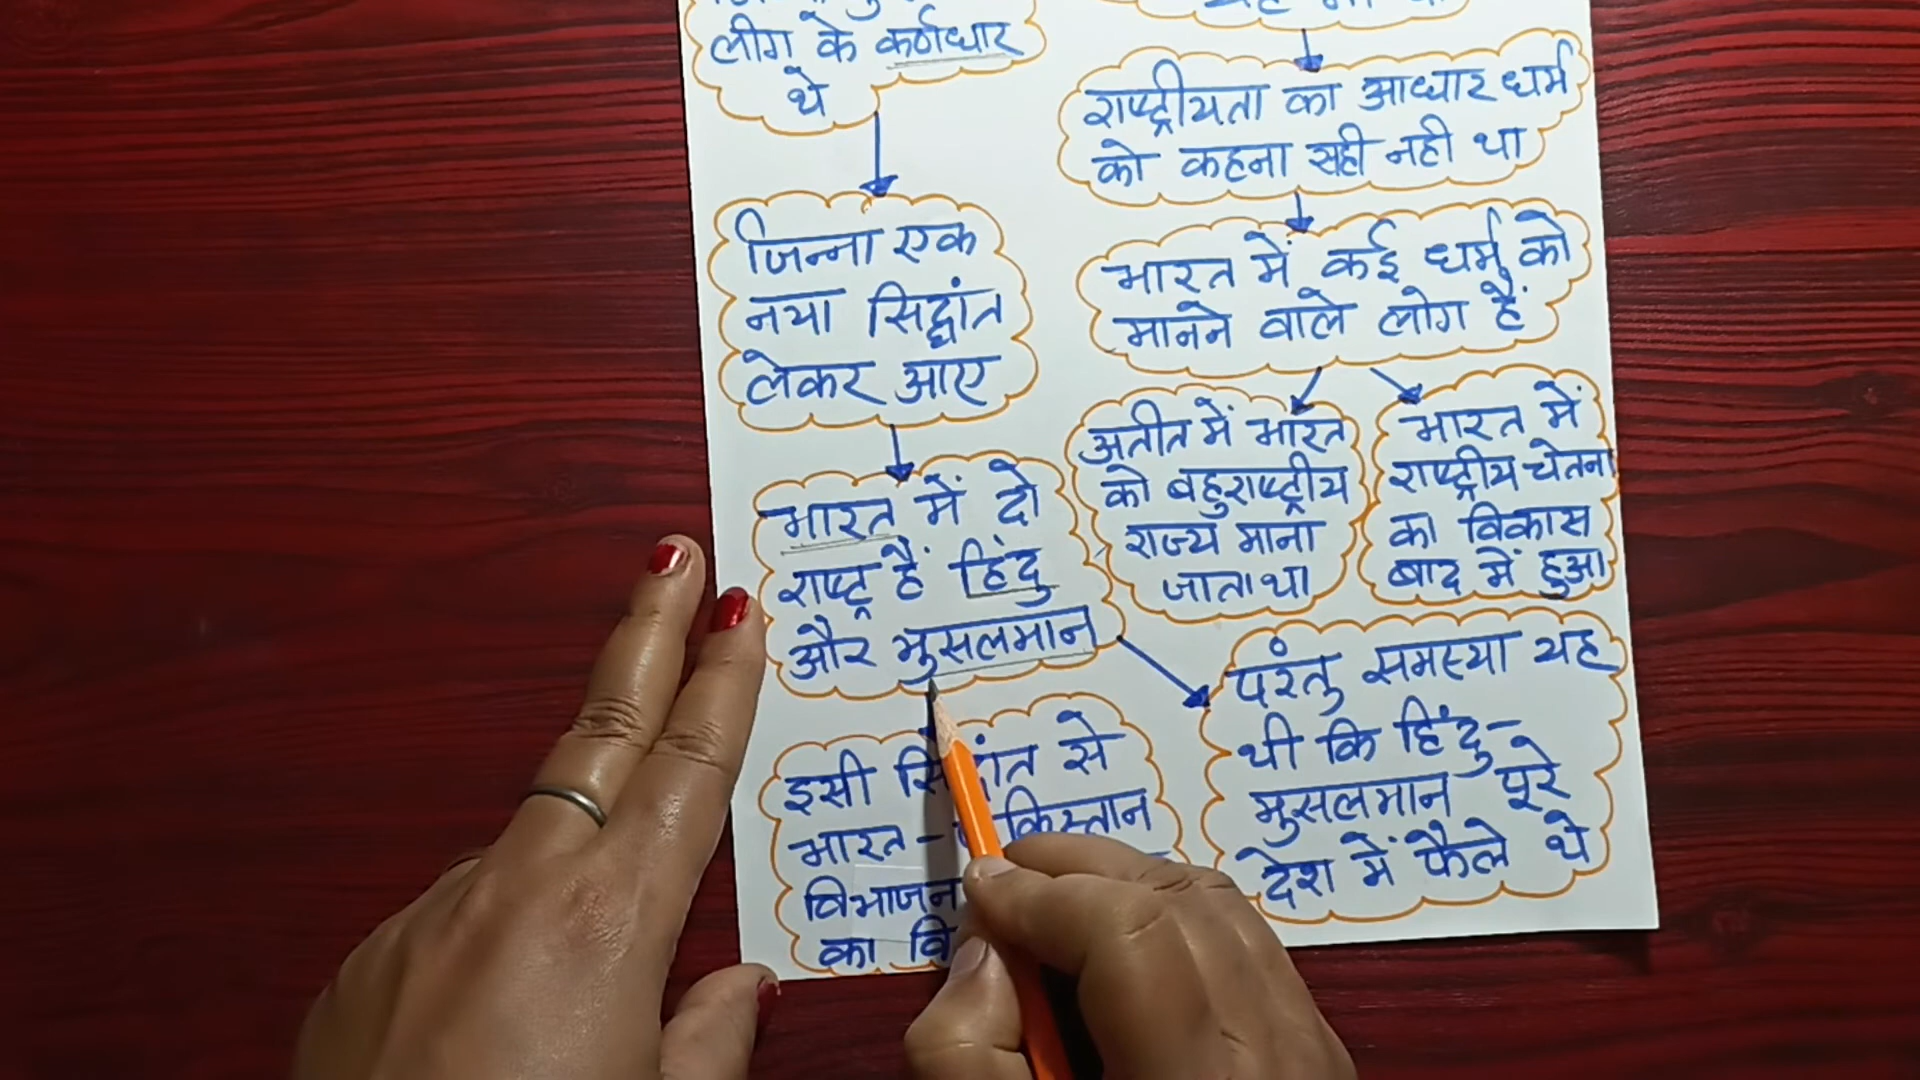 लीग के कर्णधार
थे
जिन्ना एक
नया सिद्धांत
लेकर आए
भारत में दो
राष्ट्र हैं हिंदु
और मुसलमान
इसी से
भारत -
विभाजन
का
राष्ट्रीयता का आधार धर्म
को कहना सही नही था
भारत में कई धर्म को
मानने वाले लोग हैं
अतीत में भारत
को बहुराष्ट्रीय
राज्य माना
जाता था
भारत में
राष्ट्रीय चेतना
का विकास
बाद में हुआ
परंतु समस्या यह
थी कि हिंदु-
मुसलमान पूरे
देश में फैले थे